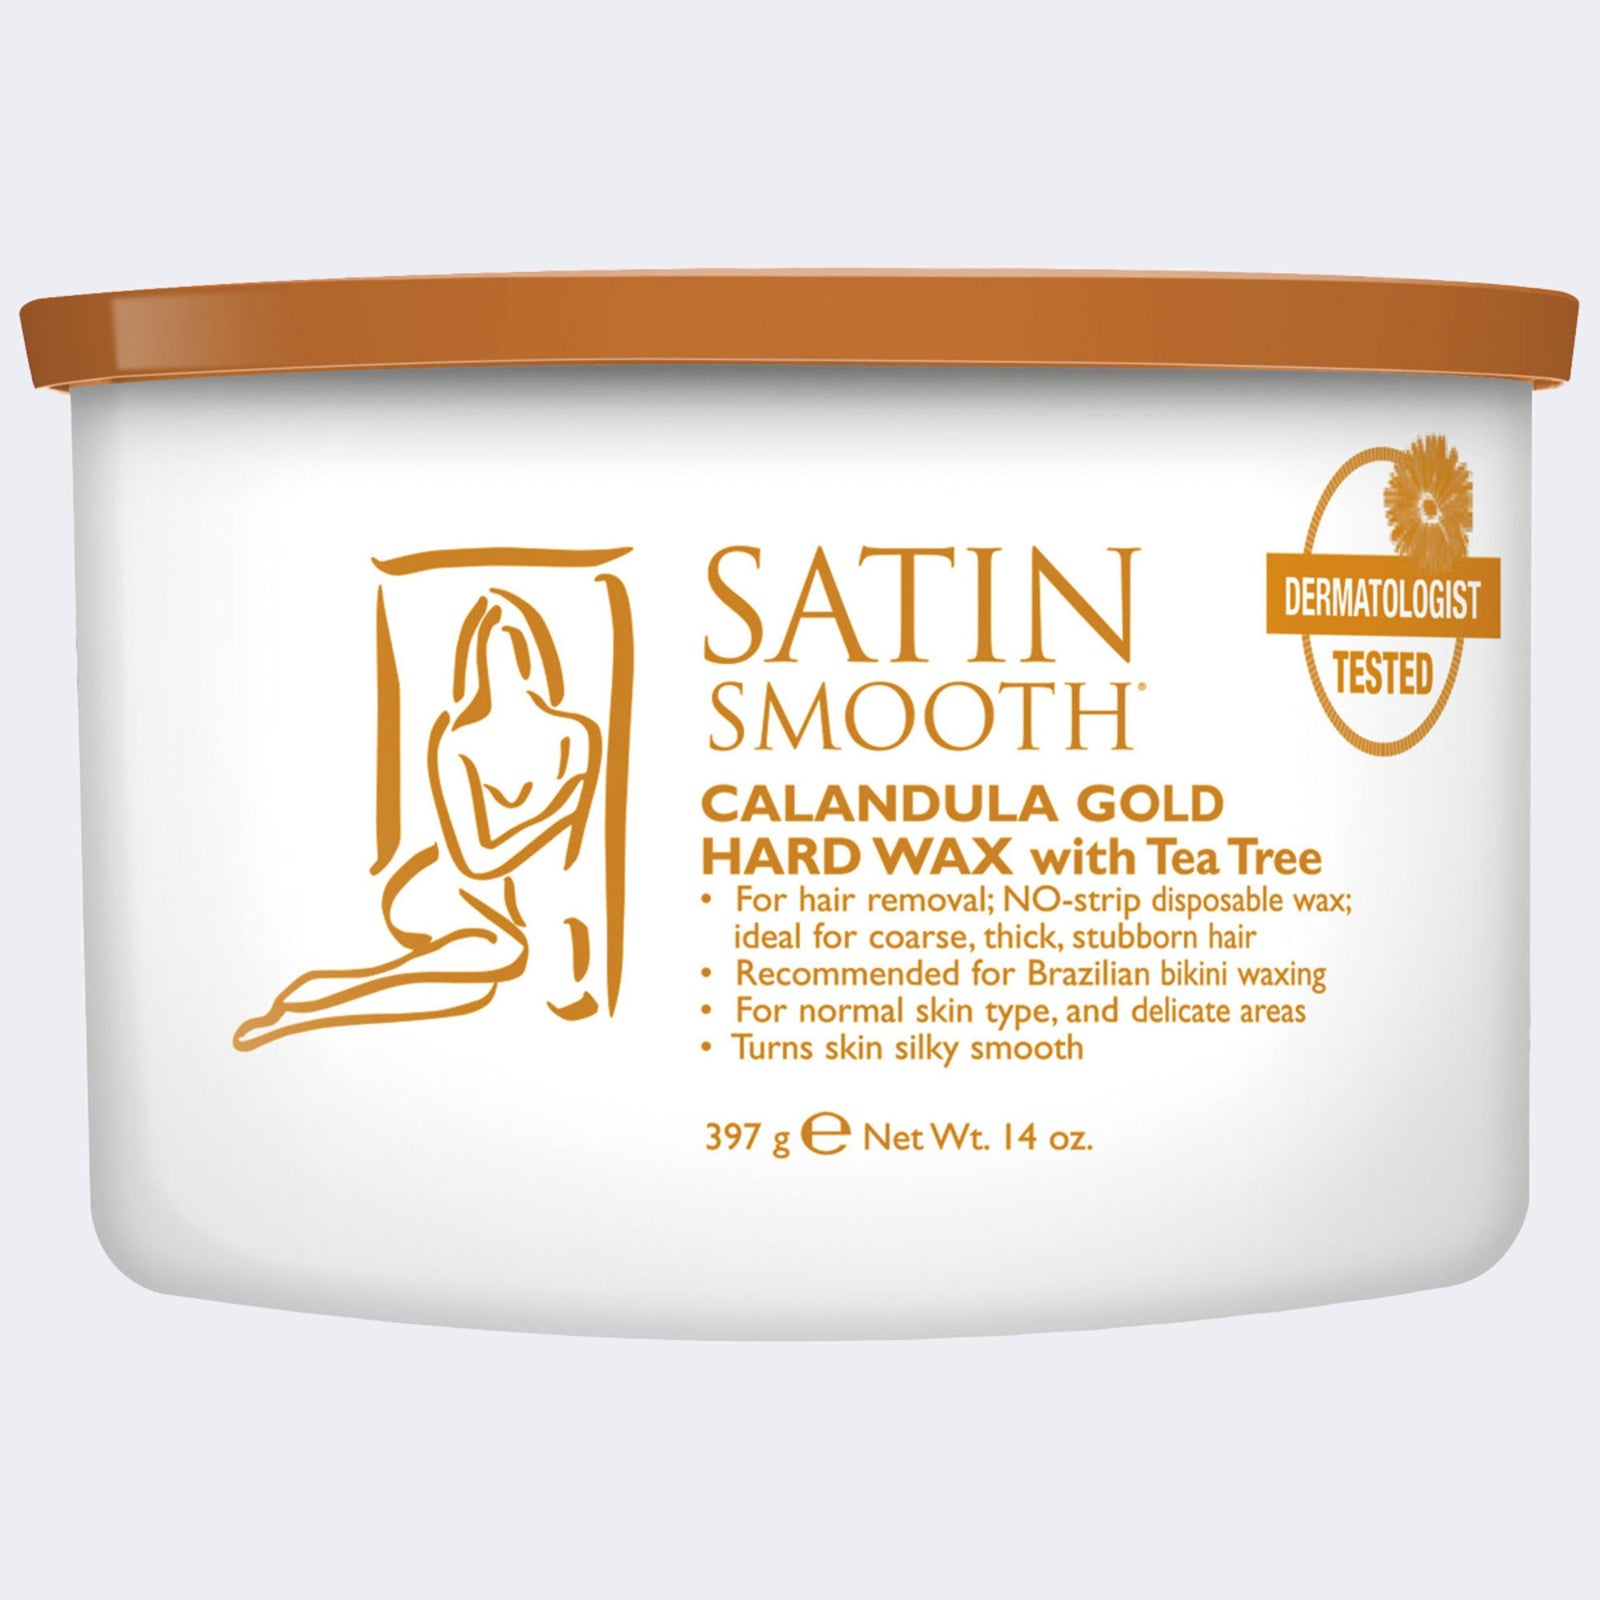 SATIN
SMOOTH®
CALANDULA GOLD
HARD WAX with Tea Tree
• For hair removal; NO-strip disposable wax;
ideal for coarse, thick, stubborn hair
• Recommended for Brazilian bikini waxing
• For normal skin type, and delicate areas
• Turns skin silky smooth
397 g ℮ Net Wt. 14 oz.
DERMATOLOGIST
TESTED